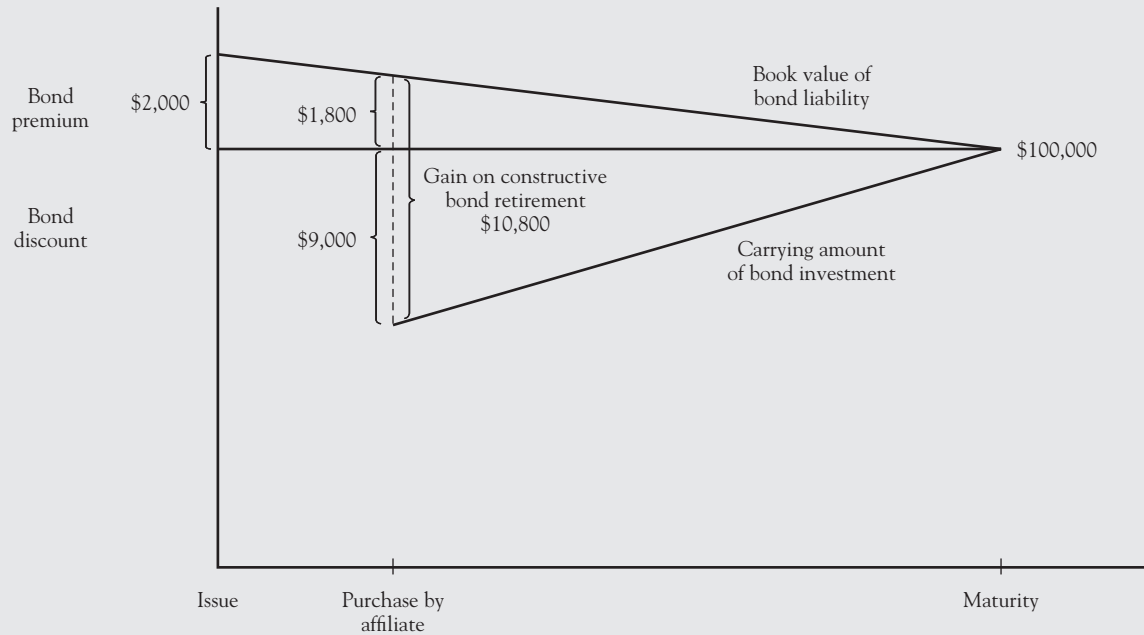 Book value of
bond liability
Bond
premium
$2,000
$1,800
$100,000
Gain on constructive
bond retirement
$10,800
Bond
discount
$9,000
Carrying amount
of bond investment
Issue
Purchase by
affiliate
Maturity